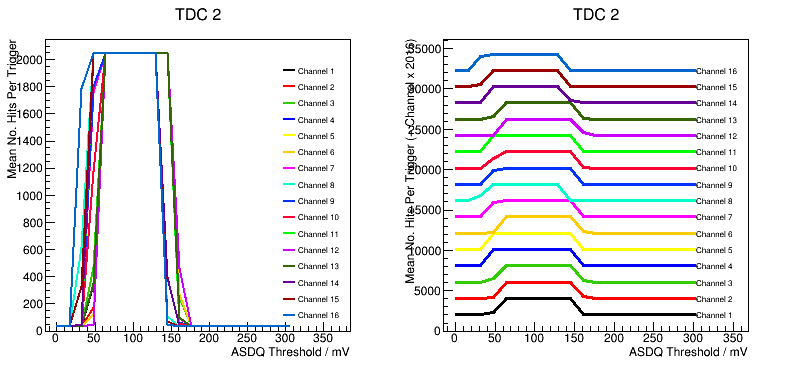 TDC 2
Mean No. Hits Per Trigger
2000
1800
1600
1400
1200
1000
800
600
400
200
0
Channel 1
Channel 2
Channel 3
Channel 4
Channel 5
Channel 6
Channel 7
Channel 8
Channel 9
Channel 10
Channel 11
Channel 12
Channel 13
Channel 14
Channel 15
Channel 16
0 50 100 150 200 250 300 350
ASDQ Threshold / mV
TDC 2
Mean No. Hits Per Trigger (+ Channel x 2016)
35000
30000
25000
20000
15000
10000
5000
0
Channel 16
Channel 15
Channel 14
Channel 13
Channel 12
Channel 11
Channel 10
Channel 9
Channel 8
Channel 7
Channel 6
Channel 5
Channel 4
Channel 3
Channel 2
Channel 1
0 50 100 150 200 250 300 350
ASDQ Threshold / mV